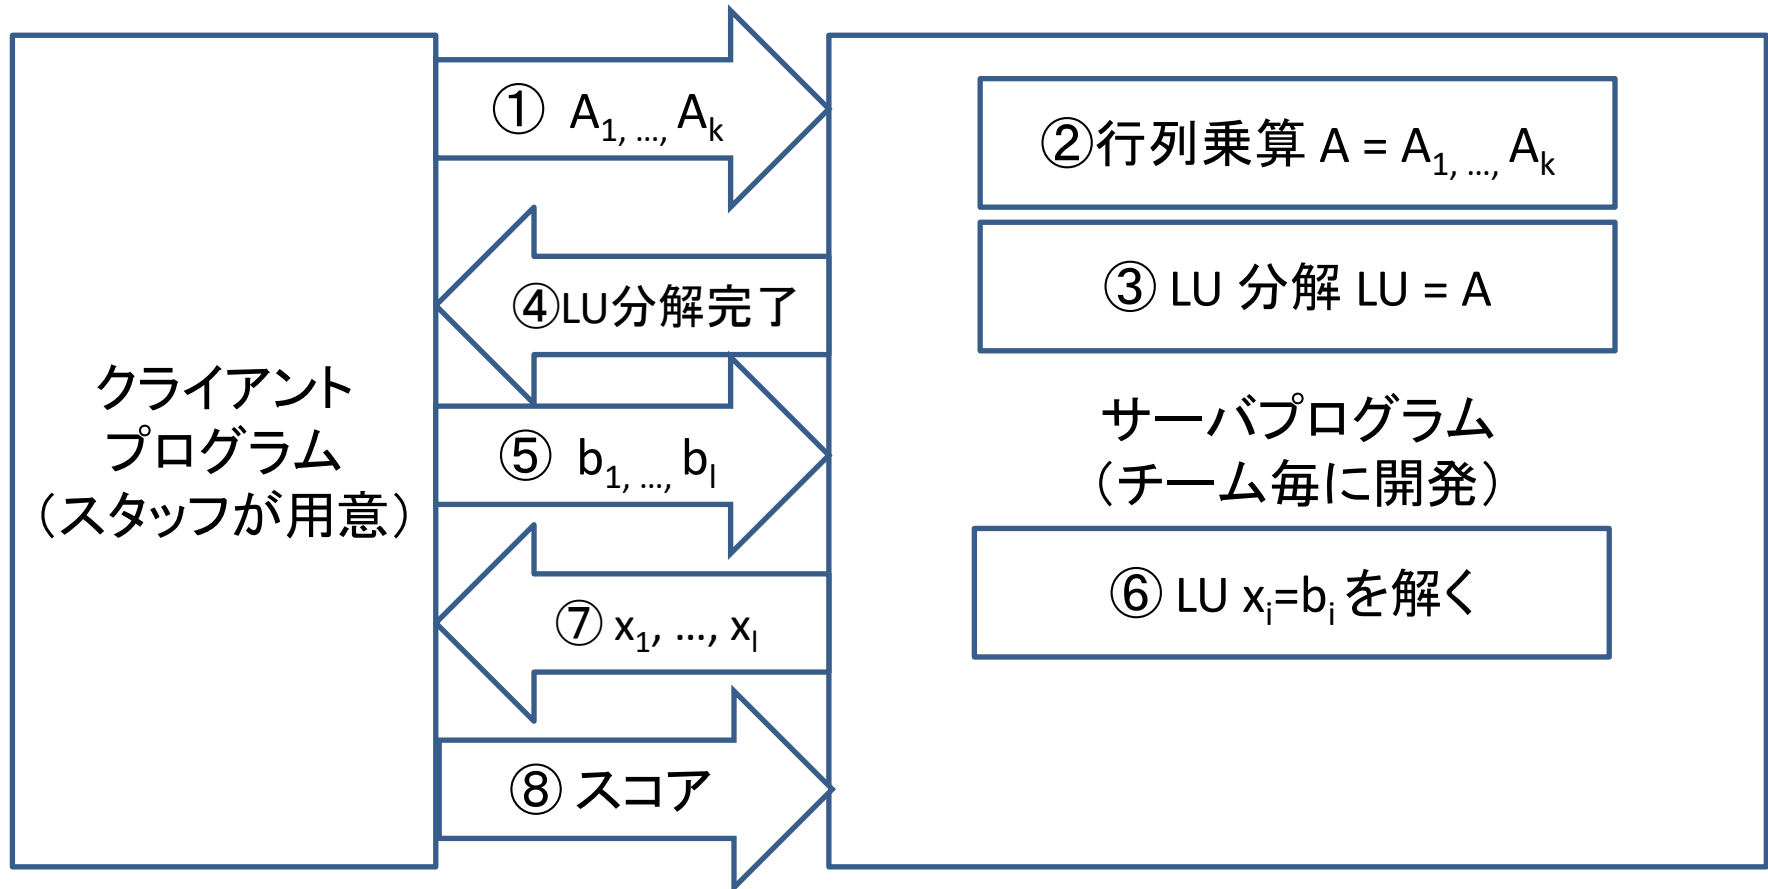 クライアント
プログラム
（スタッフが用意）
① A1, ..., Ak
②行列乗算 A = A1, ..., Ak
③ LU 分解 LU = A
④LU分解完了
サーバプログラム
（チーム毎に開発）
⑤ b1, ..., bl
⑥ LU xi=bi を解く
⑦ x1, ..., xl
⑧ スコア